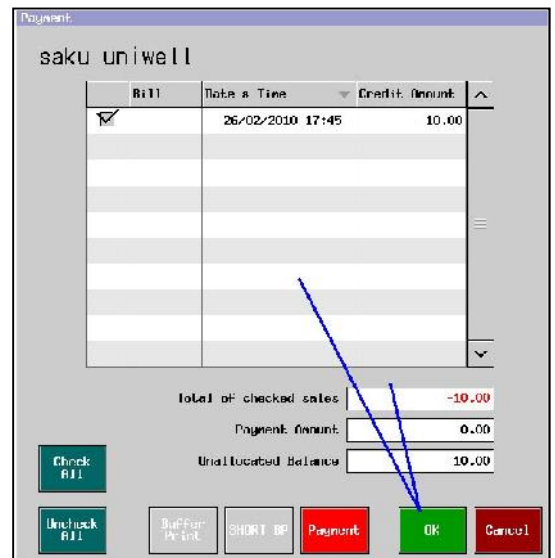 Payment
saku uniwell
Bill Date & Time Credit Amount
26/02/2010 17:45 10.00
Total of checked sales -10.00
Payment Amount 0.00
Unallocated Balance 10.00
Check All
Uncheck All
Buffer Print
SHORT BP
Payment
OK
Cancel